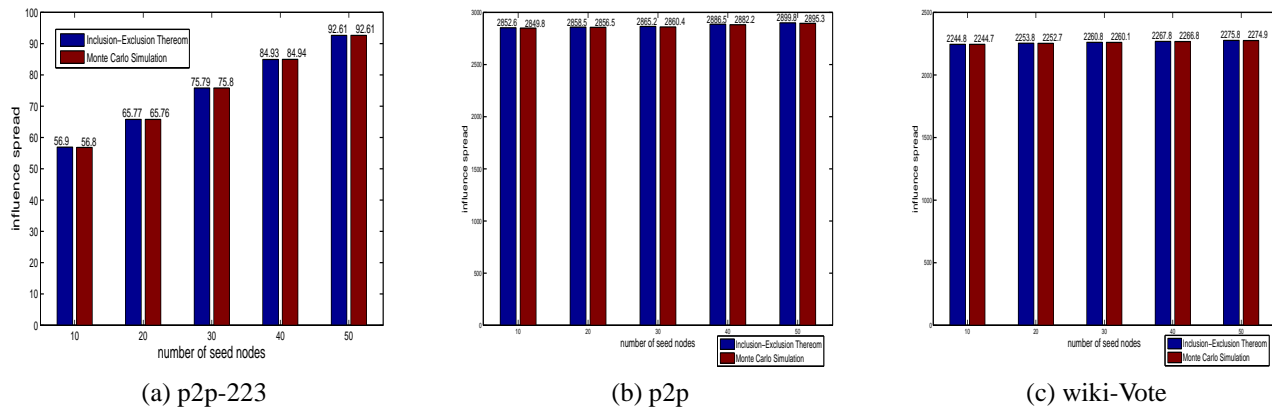 100
90
80
70
60
50
40
30
20
10
0
influence spread
Inclusion−Exclusion Thereom
Monte Carlo Simulation
56.9 56.8
65.77 65.76
75.79 75.8
84.93 84.94
92.61 92.61
10 20 30 40 50
number of seed nodes
(a) p2p-223
3000
2500
2000
1500
1000
500
0
influence spread
2852.6 2849.8
2858.5 2856.5
2865.2 2860.4
2886.5 2882.2
2899.8 2895.3
10 20 30 40 50
number of seed nodes
Inclusion−Exclusion Thereom
Monte Carlo Simulation
(b) p2p
2500
2000
1500
1000
500
0
influence spread
2244.8 2244.7
2253.8 2252.7
2260.8 2260.1
2267.8 2266.8
2275.8 2274.9
10 20 30 40 50
number of seed nodes
Inclusion−Exclusion Thereom
Monte Carlo Simulation
(c) wiki-Vote